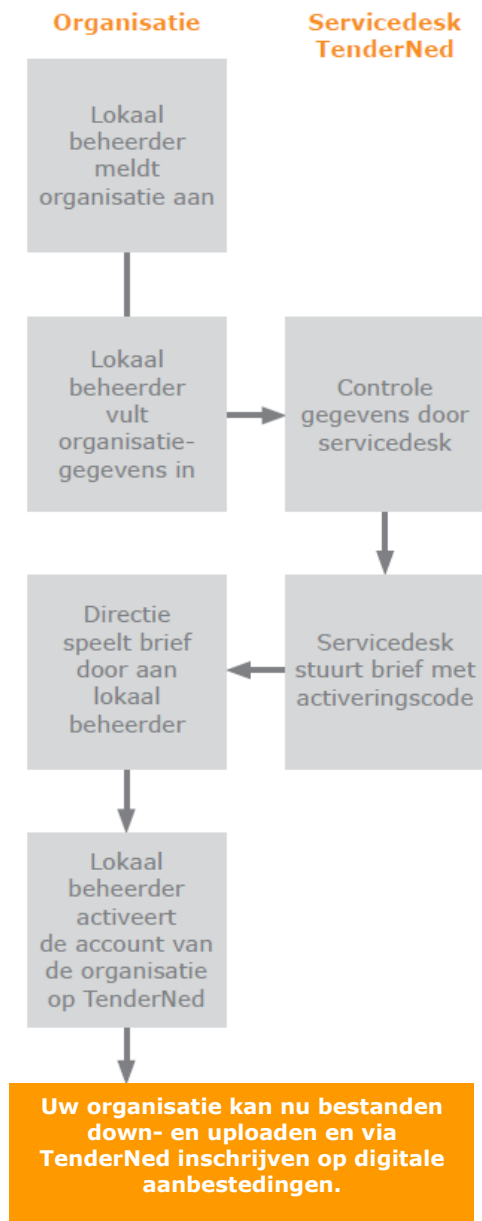 Organisatie
Servicedesk
TenderNed
Lokaal
beheerder
meldt
organisatie aan
Lokaal
beheerder
vult
organisatie-
gegevens in
Controle
gegevens door
servicedesk
Servicedesk
stuurt brief met
activeringscode
Directie
speelt brief
door aan
lokaal
beheerder
Lokaal
beheerder
activeert
de account van
de organisatie
op TenderNed
Uw organisatie kan nu bestanden
down- en uploaden en via
TenderNed inschrijven op digitale
aanbestedingen.